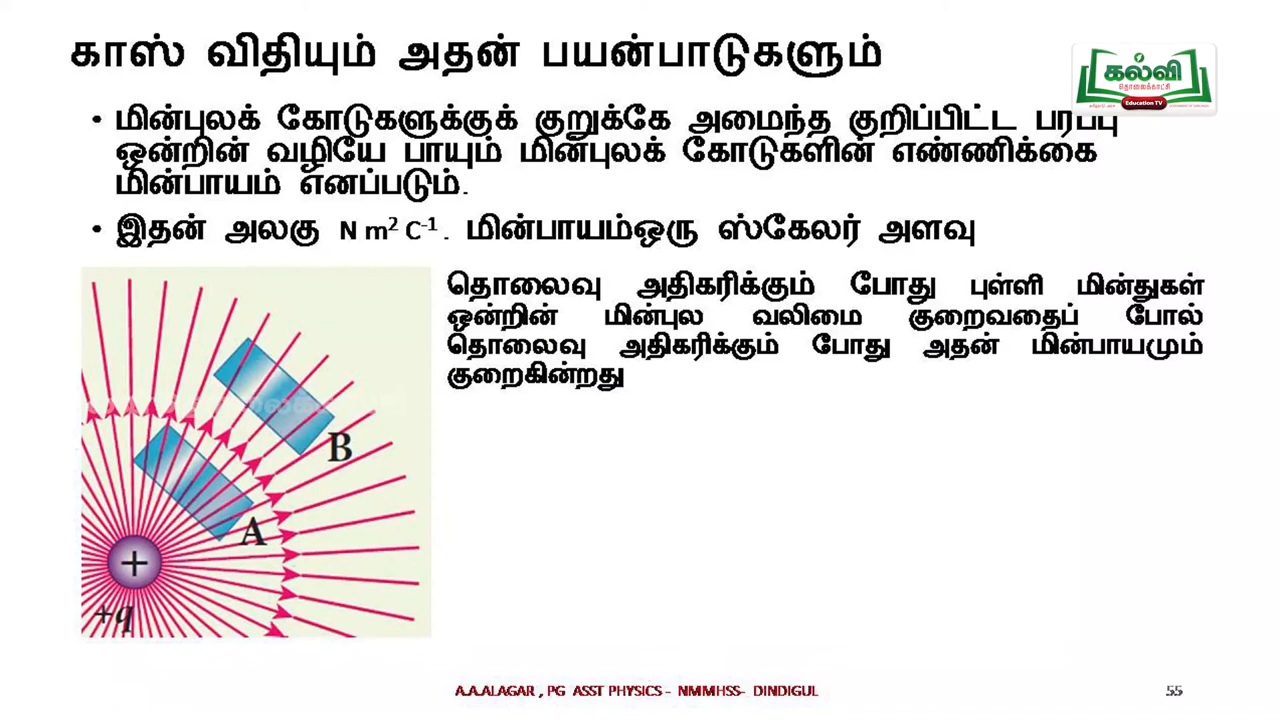 காஸ் விதியும் அதன் பயன்பாடுகளும்
கல்வி
தொலைக்காட்சி
Education TV
• மின்புலக் கோடுகளுக்குக் குறுக்கே அமைந்த குறிப்பிட்ட பரப்பு
ஒன்றின் வழியே பாயும் மின்புலக் கோடுகளின் எண்ணிக்கை
மின்பாயம் எனப்படும்.
• இதன் அலகு N m² C⁻¹ . மின்பாயம்ஒரு ஸ்கேலர் அளவு
தொலைவு அதிகரிக்கும் போது புள்ளி மின்துகள்
ஒன்றின் மின்புல வலிமை குறைவதைப் போல்
தொலைவு அதிகரிக்கும் போது அதன் மின்பாயமும்
குறைகின்றது
B
A
+
+q
A.A.ALAGAR , PG ASST PHYSICS - NMMHSS- DINDIGUL
55